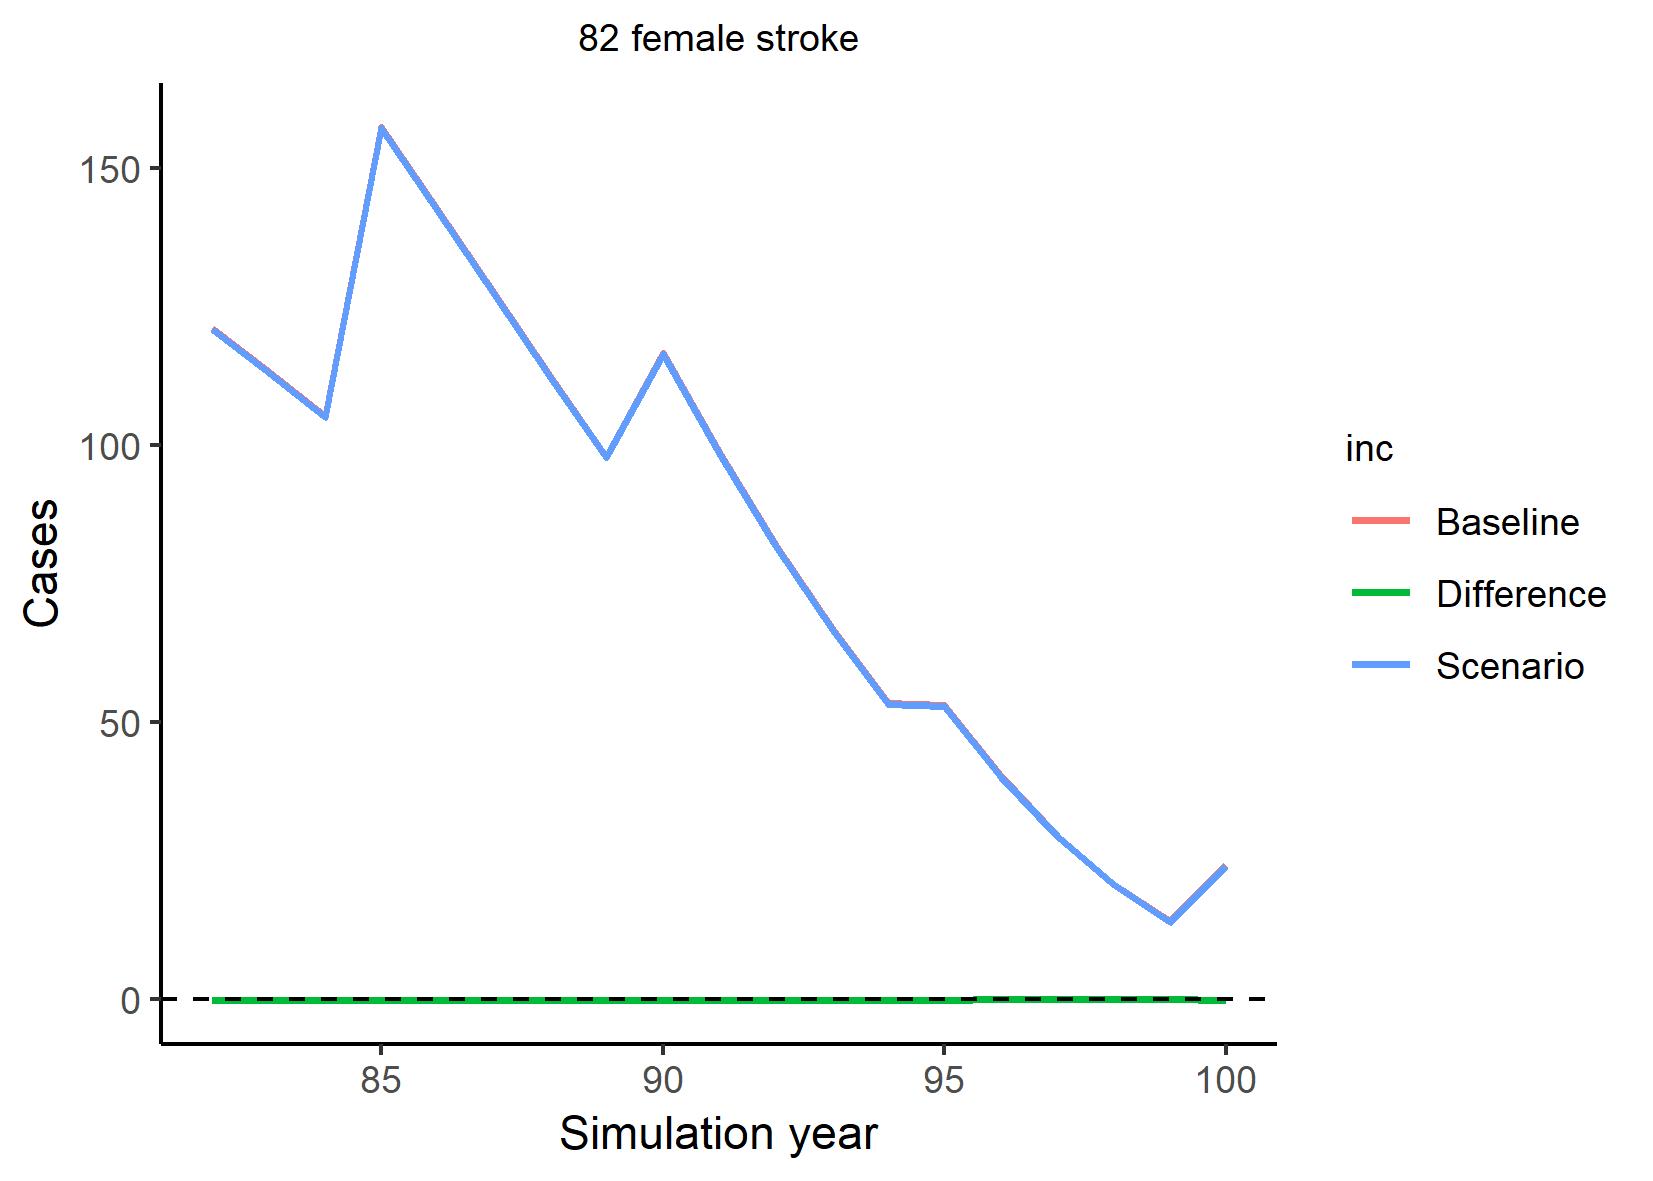 82 female stroke
150
100
50
0
Cases
85 90 95 100
Simulation year
inc
Baseline
Difference
Scenario